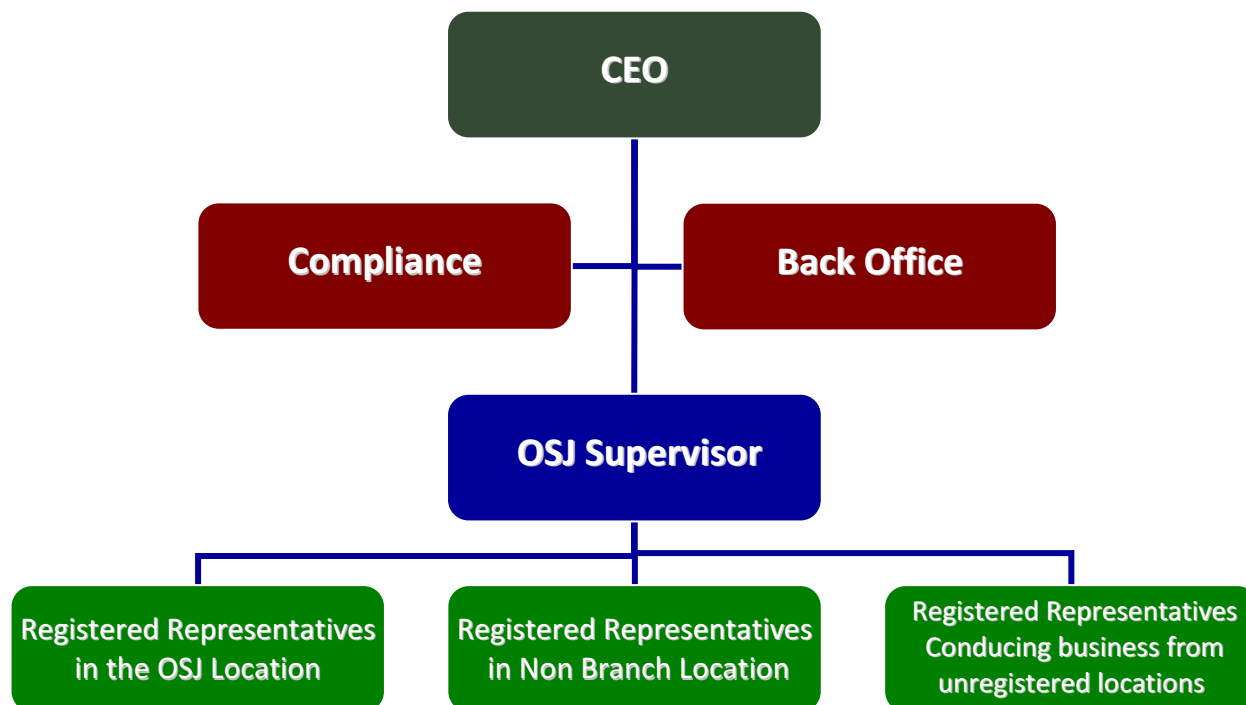 CEO
Compliance
Back Office
OSJ Supervisor
Registered Representatives
in the OSJ Location
Registered Representatives
in Non Branch Location
Registered Representatives
Conducing business from
unregistered locations